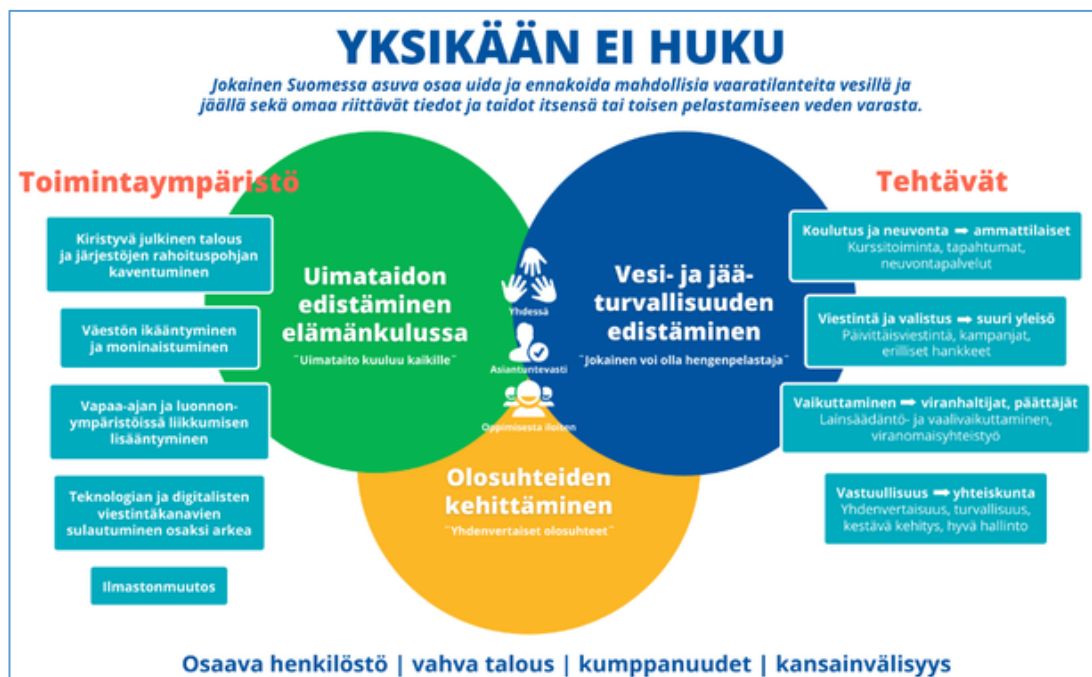 YKSIKÄÄN EI HUKU
Jokainen Suomessa asuva osaa uida ja ennakoida mahdollisia vaaratilanteita vesillä ja
jäällä sekä omaa riittävät tiedot ja taidot itsensä tai toisen pelastamiseen veden varasta.
Toimintaympäristö
Kiristyvä julkinen talous
ja järjestöjen rahoituspohjan
kaventuminen
Väestön ikääntyminen
ja moninaistuminen
Vapaa-ajan ja luonnon-
ympäristöissä liikkumisen
lisääntyminen
Teknologian ja digitalisten
viestintäkanavien
sulautuminen osaksi arkea
Ilmastonmuutos
Uimataidon
edistäminen
elämänkulussa
¨Uimataito kuuluu kaikille¨
Yhdessä
Asiantuntevasti
Oppimisesta iloiten
Vesi- ja jää-
turvallisuuden
edistäminen
¨Jokainen voi olla hengenpelastaja¨
Olosuhteiden
kehittäminen
¨Yhdenvertaiset olosuhteet¨
Tehtävät
Koulutus ja neuvonta ➡ ammattilaiset
Kurssitoiminta, tapahtumat,
neuvontapalvelut
Viestintä ja valistus ➡ suuri yleisö
Päivittäisviestintä, kampanjat,
erilliset hankkeet
Vaikuttaminen ➡ viranhaltijat, päättäjät
Lainsäädäntö- ja vaalivaikuttaminen,
viranomaisyhteistyö
Vastuullisuus ➡ yhteiskunta
Yhdenvertaisuus, turvallisuus,
kestävä kehitys, hyvä hallinto
Osaava henkilöstö | vahva talous | kumppanuudet | kansainvälisyys